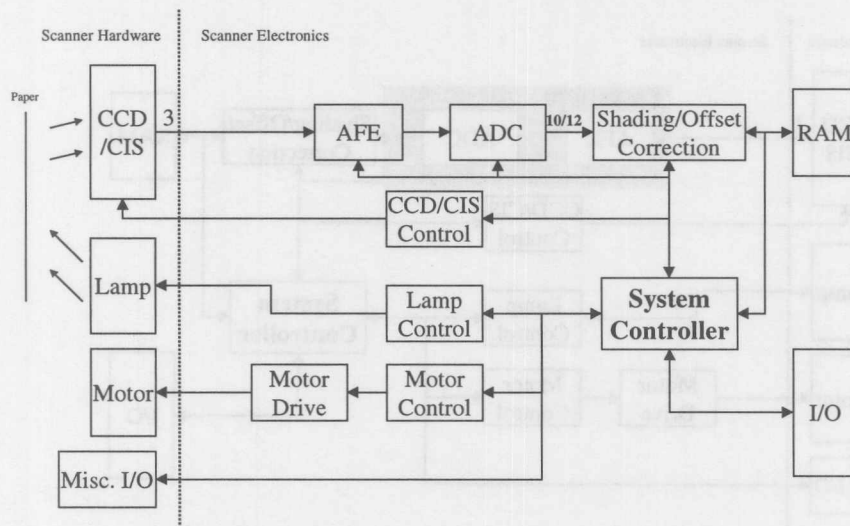 Scanner Hardware
Scanner Electronics
Paper
CCD
/CIS
3
AFE
ADC
10/12
Shading/Offset
Correction
3
RAM
CCD/CIS
Control
Lamp
Lamp
Control
System
Controller
Motor
Motor
Drive
Motor
Control
I/O
Misc. I/O